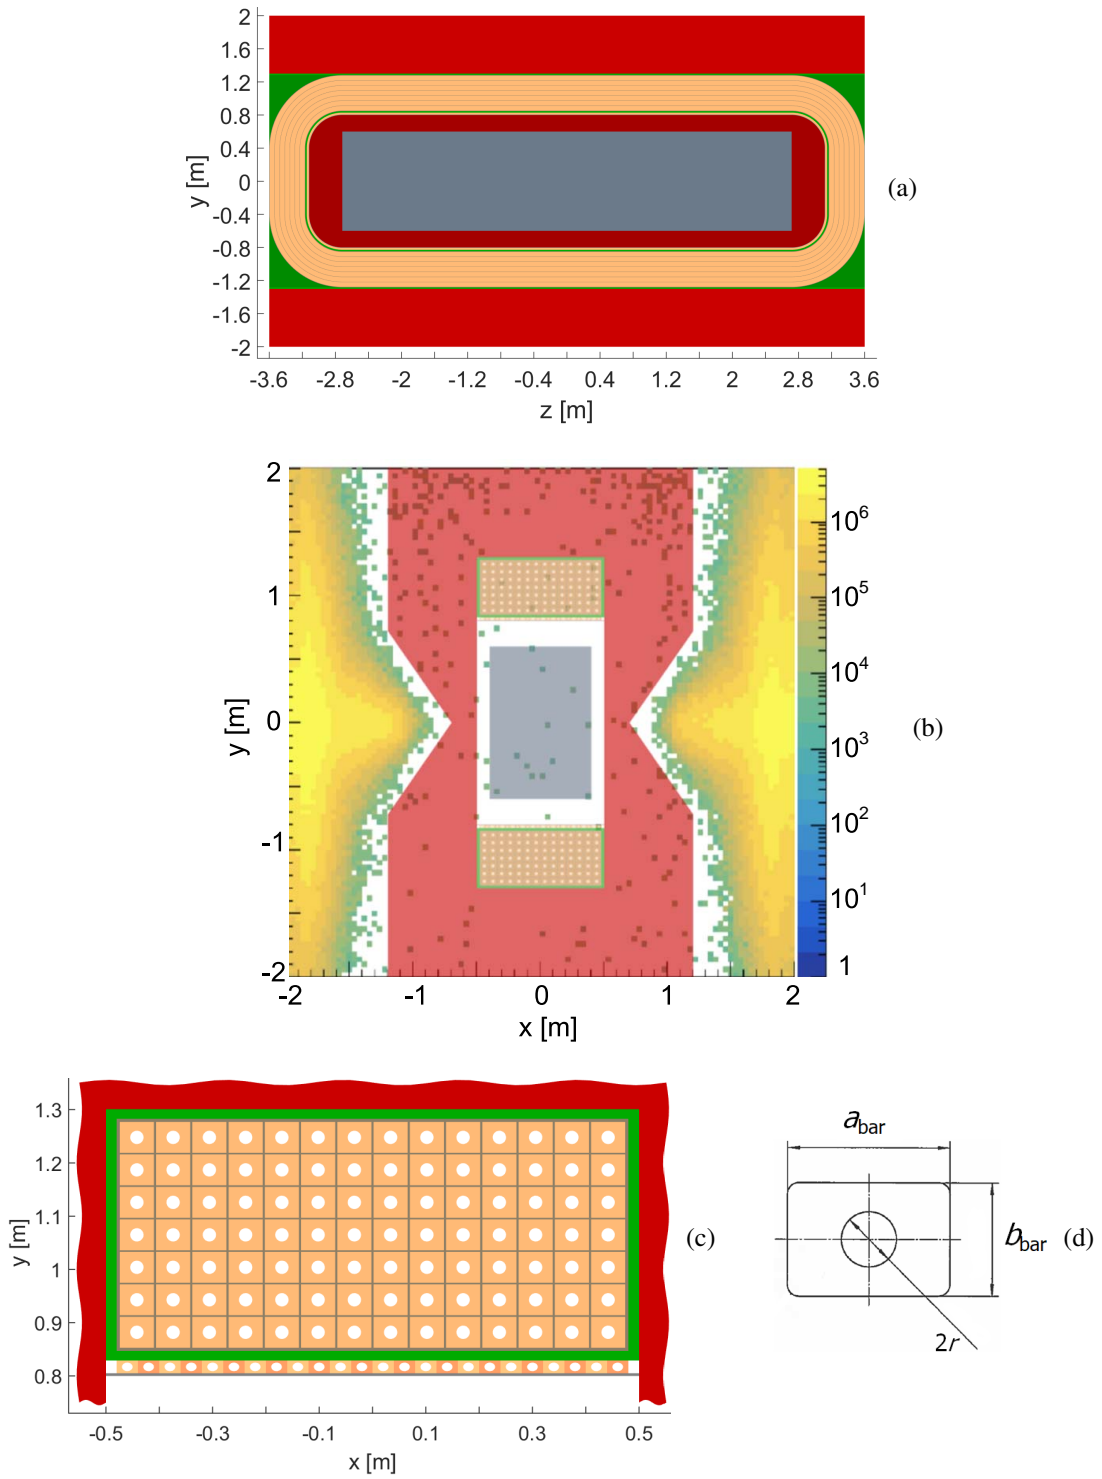 2
1.6
1.2
0.8
0.4
0
-0.4
-0.8
-1.2
-1.6
-2
y [m]
(a)
-3.6 -2.8 -2 -1.2 -0.4 0.4 1.2 2 2.8 3.6
z [m]
2
1
0
-1
-2
y [m]
10^6
10^5
10^4
10^3
10^2
10^1
1
(b)
-2 -1 0 1 2
x [m]
1.3
1.2
1.1
1
0.9
0.8
y [m]
(c)
-0.5 -0.3 -0.1 0.1 0.3 0.5
x [m]
a_bar
b_bar
(d)
2r